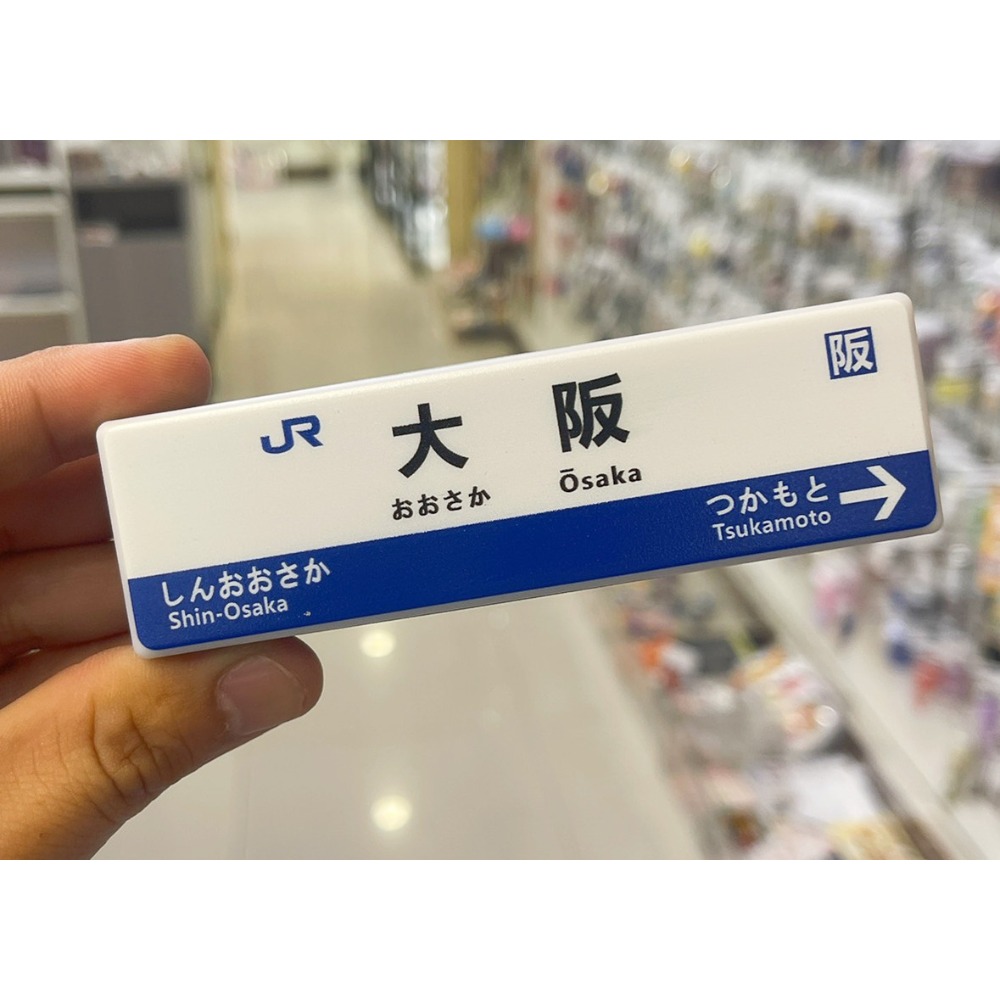 JR
大阪
阪
おおさか
Ōsaka
つかもと
Tsukamoto
しんおおさか
Shin-Osaka